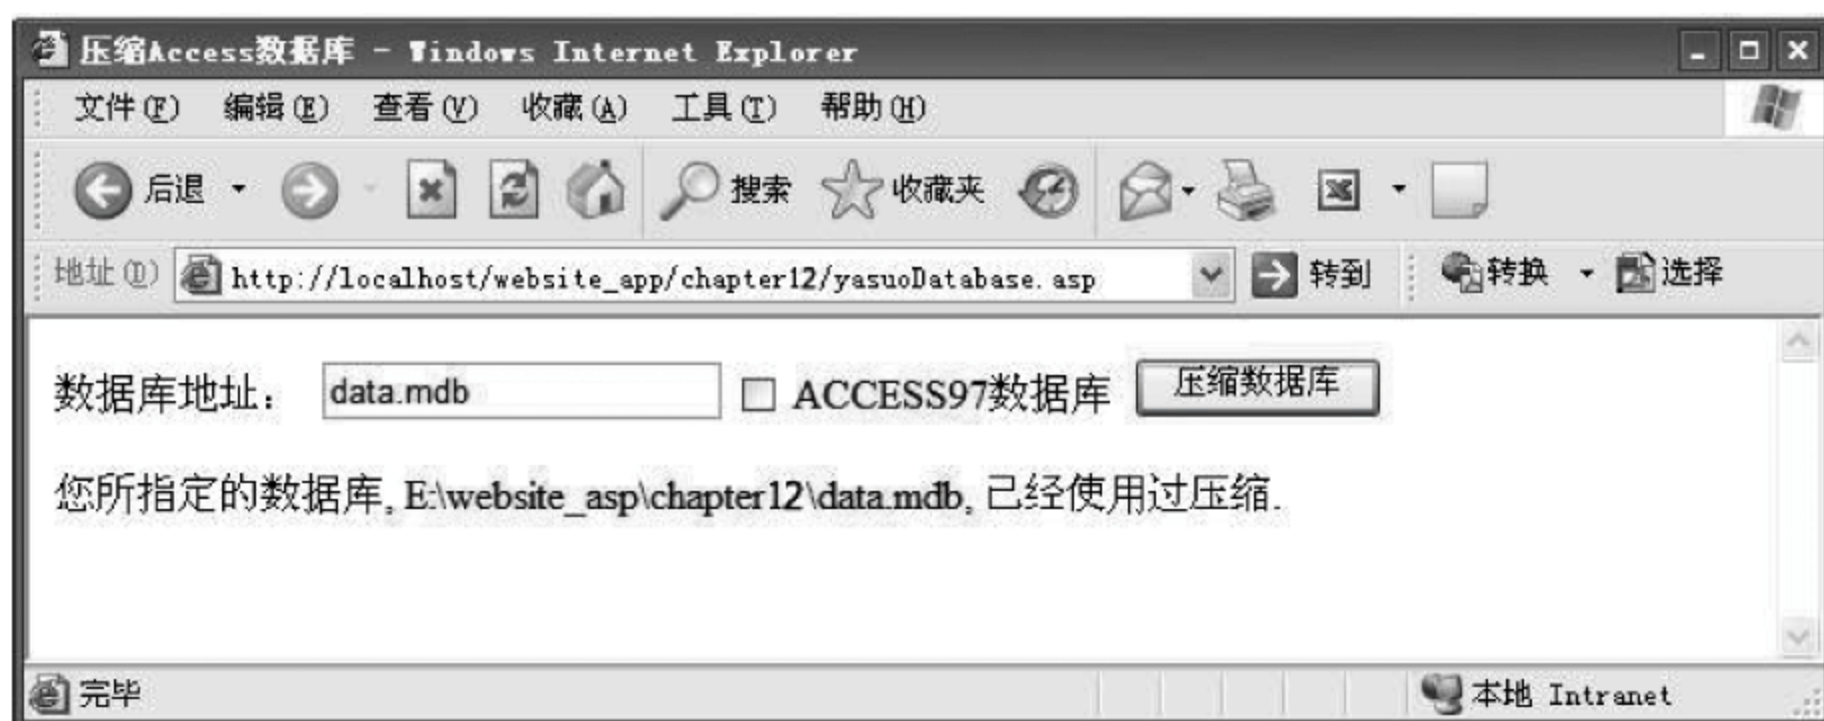 压缩Access数据库 - Windows Internet Explorer
文件(F) 编辑(E) 查看(V) 收藏(A) 工具(T) 帮助(H)
后退 搜索 收藏夹
地址(D) http://localhost/website_app/chapter12/yasuoDatabase.asp 转到 转换 选择
数据库地址： data.mdb ACCESS97数据库 压缩数据库
您所指定的数据库, E:\website_asp\chapter12\data.mdb, 已经使用过压缩.
完毕 本地 Intranet